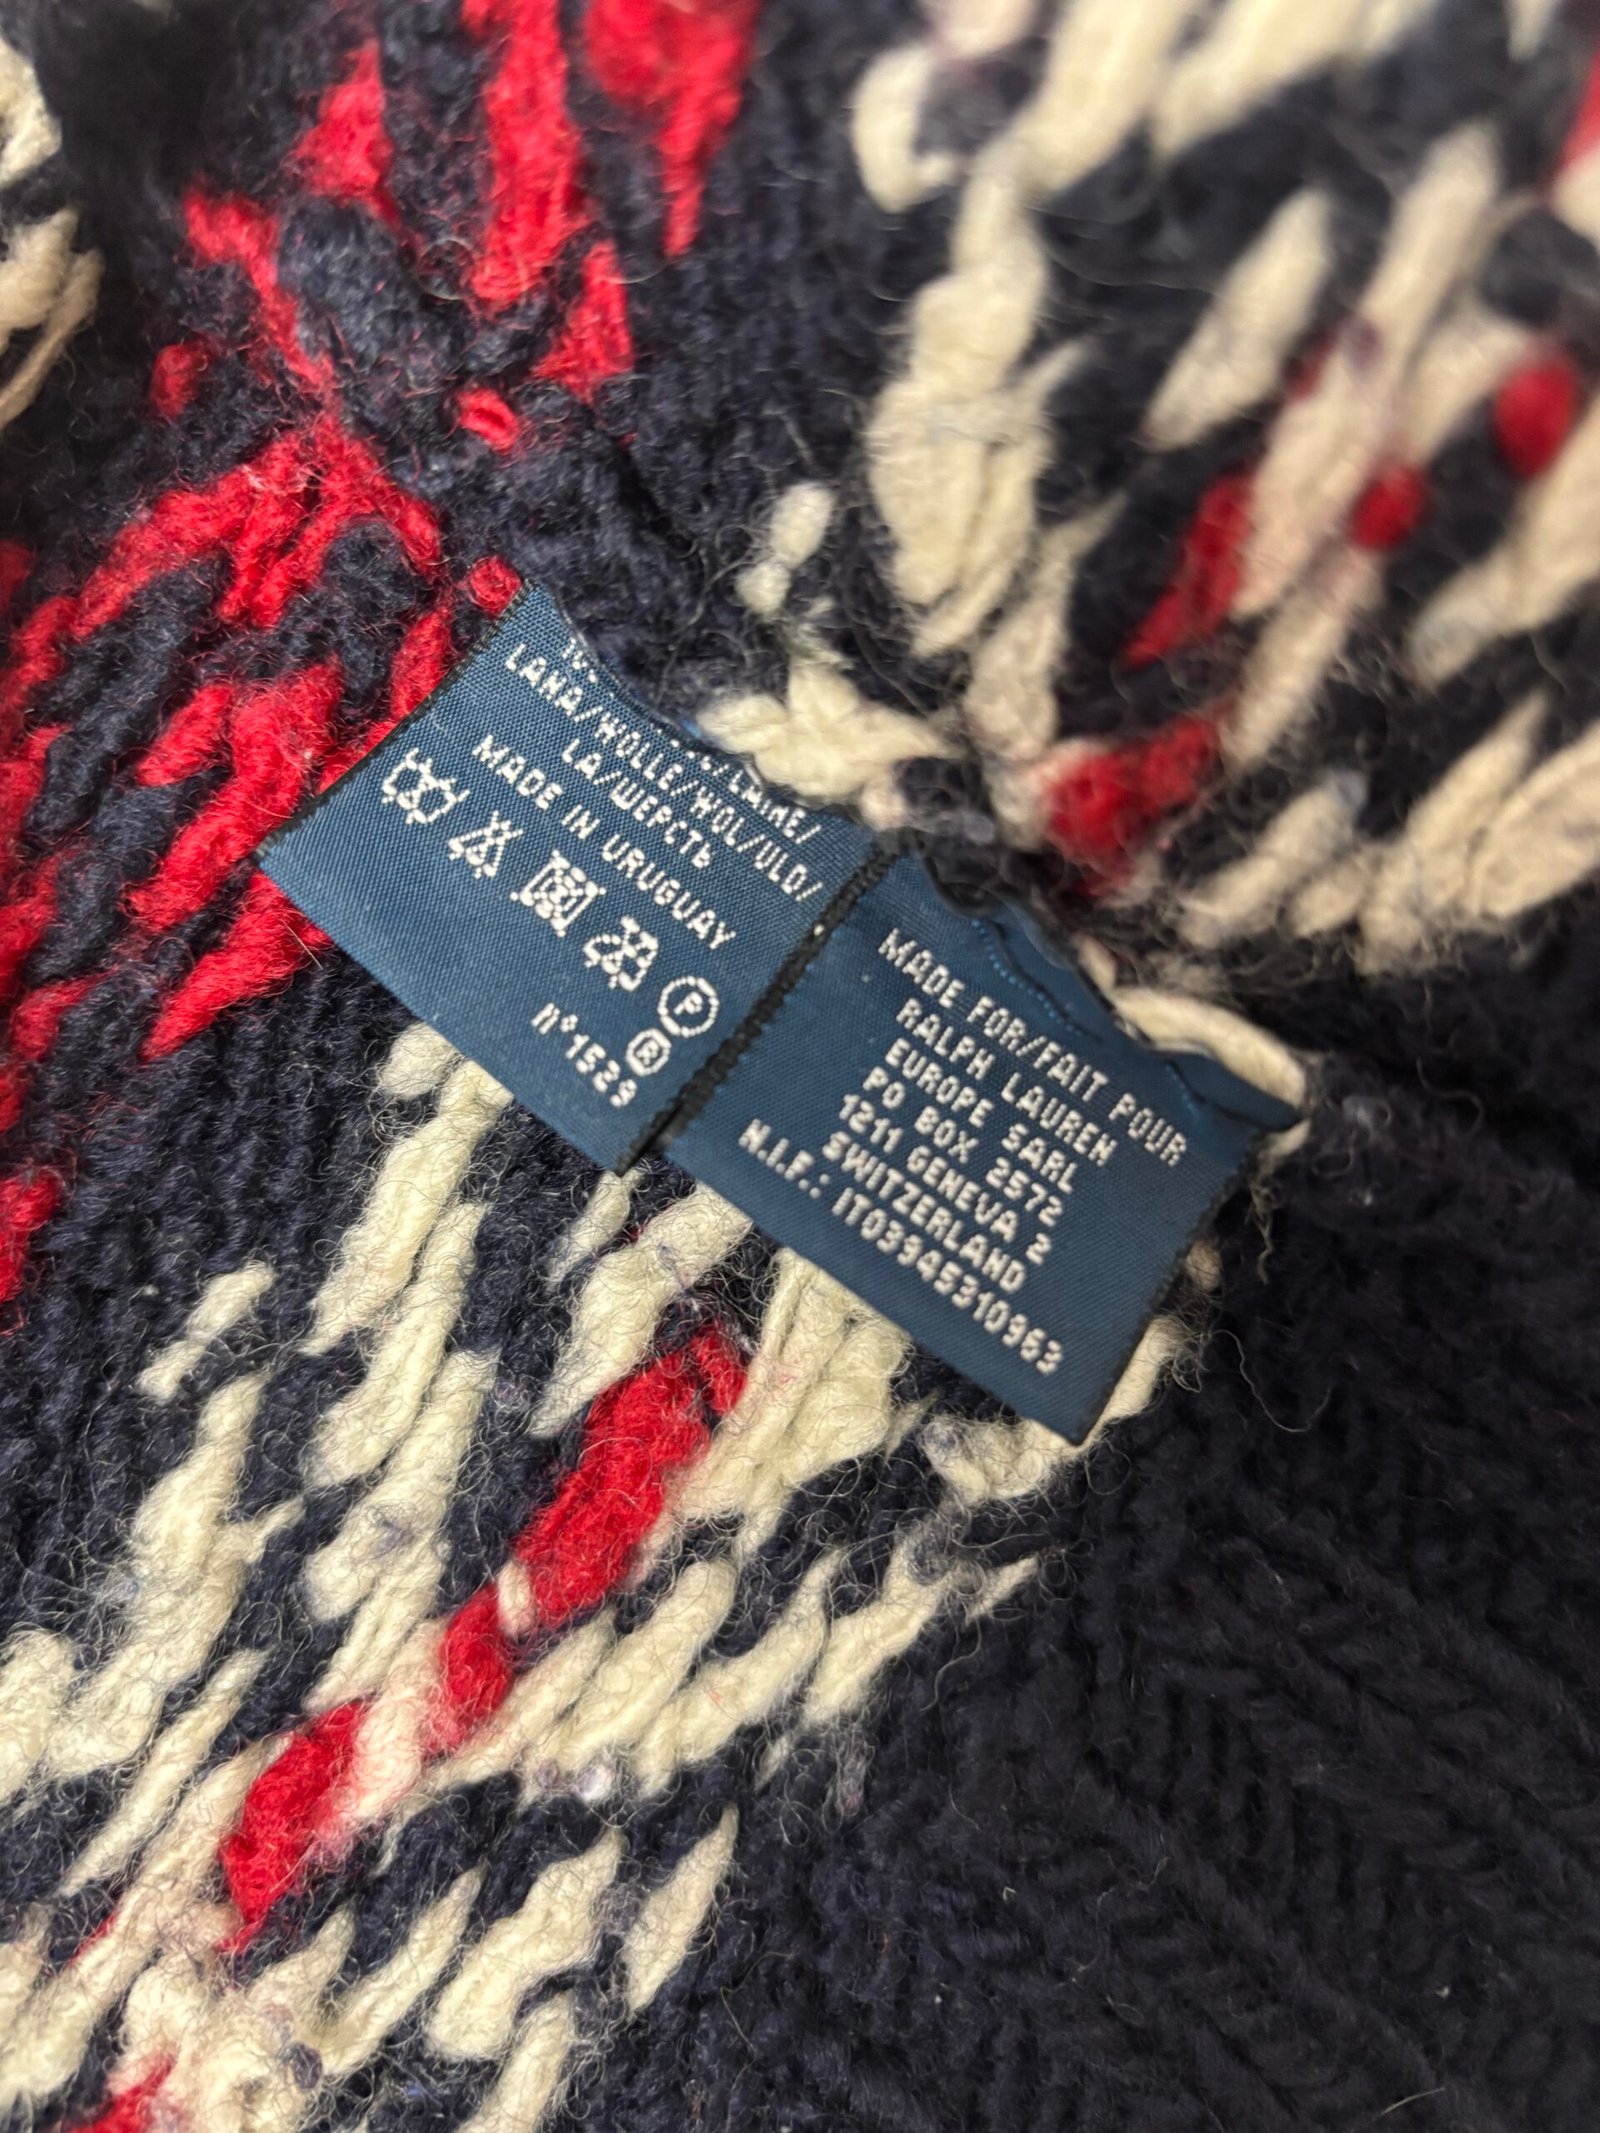 LANA/WOLLE/WOL/ULD/
LA/ШЕРСТЬ
MADE IN URUGUAY
P
R
n°1529
MADE FOR/FAIT POUR
RALPH LAUREN
EUROPE SARL
PO BOX 2572
1211 GENEVA 2
SWITZERLAND
N.I.F.: IT03945310963